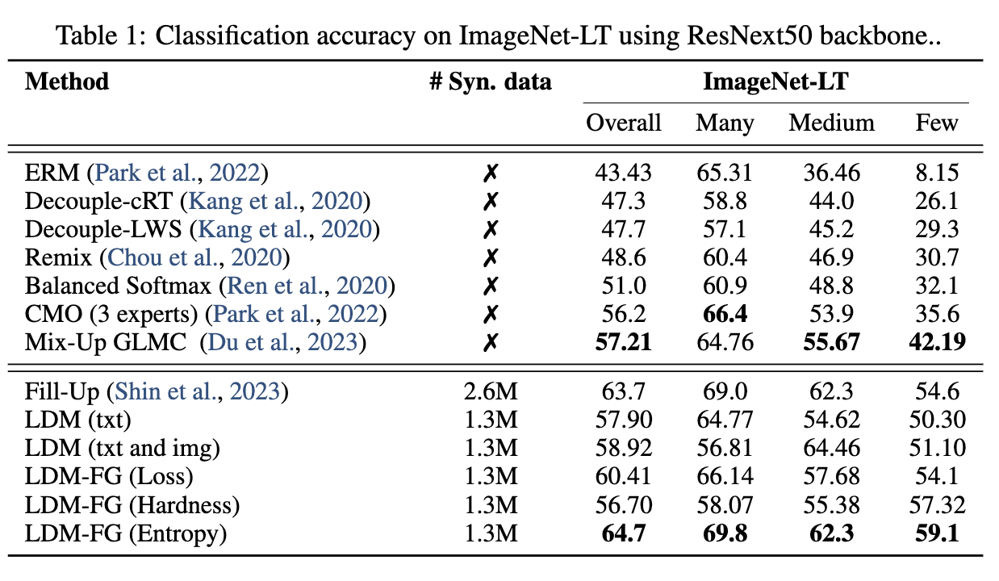 Table 1: Classification accuracy on ImageNet-LT using ResNext50 backbone..
Method # Syn. data ImageNet-LT
Overall Many Medium Few
ERM (Park et al., 2022) ✗ 43.43 65.31 36.46 8.15
Decouple-cRT (Kang et al., 2020) ✗ 47.3 58.8 44.0 26.1
Decouple-LWS (Kang et al., 2020) ✗ 47.7 57.1 45.2 29.3
Remix (Chou et al., 2020) ✗ 48.6 60.4 46.9 30.7
Balanced Softmax (Ren et al., 2020) ✗ 51.0 60.9 48.8 32.1
CMO (3 experts) (Park et al., 2022) ✗ 56.2 66.4 53.9 35.6
Mix-Up GLMC (Du et al., 2023) ✗ 57.21 64.76 55.67 42.19
Fill-Up (Shin et al., 2023) 2.6M 63.7 69.0 62.3 54.6
LDM (txt) 1.3M 57.90 64.77 54.62 50.30
LDM (txt and img) 1.3M 58.92 56.81 64.46 51.10
LDM-FG (Loss) 1.3M 60.41 66.14 57.68 54.1
LDM-FG (Hardness) 1.3M 56.70 58.07 55.38 57.32
LDM-FG (Entropy) 1.3M 64.7 69.8 62.3 59.1